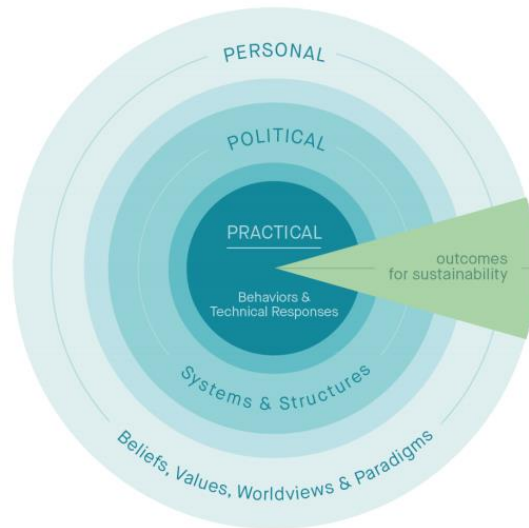 PERSONAL
POLITICAL
PRACTICAL
outcomes
for sustainability
Behaviors &
Technical Responses
Systems & Structures
Beliefs, Values, Worldviews & Paradigms